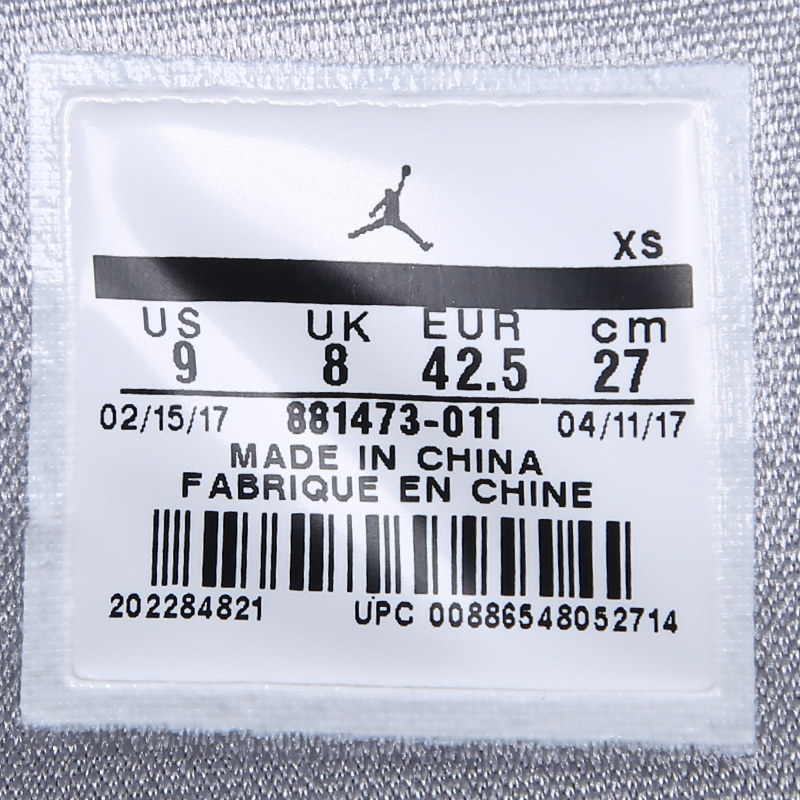 XS
US UK EUR cm
9 8 42.5 27
02/15/17 881473-011 04/11/17
MADE IN CHINA
FABRIQUE EN CHINE
202284821 UPC 00886548052714